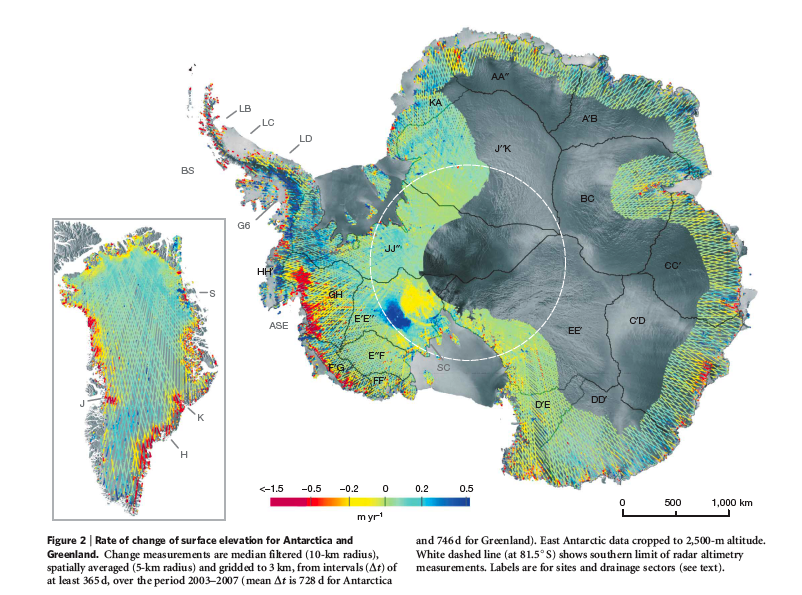 AA"
KA
A'B
LB
LC
LD
J"K
BS
BC
G6
JJ"
CC'
HH'
GH
S
ASE
E'E"
C'D
EE'
E"F
F'G
SC
FF'
J
DD'
D'E
K
H
<–1.5 –0.5 –0.2 0 0.2 0.5
m yr⁻¹
0 500 1,000 km
Figure 2 | Rate of change of surface elevation for Antarctica and
Greenland. Change measurements are median filtered (10-km radius),
spatially averaged (5-km radius) and gridded to 3 km, from intervals (Δt) of
at least 365 d, over the period 2003–2007 (mean Δt is 728 d for Antarctica
and 746 d for Greenland). East Antarctic data cropped to 2,500-m altitude.
White dashed line (at 81.5° S) shows southern limit of radar altimetry
measurements. Labels are for sites and drainage sectors (see text).